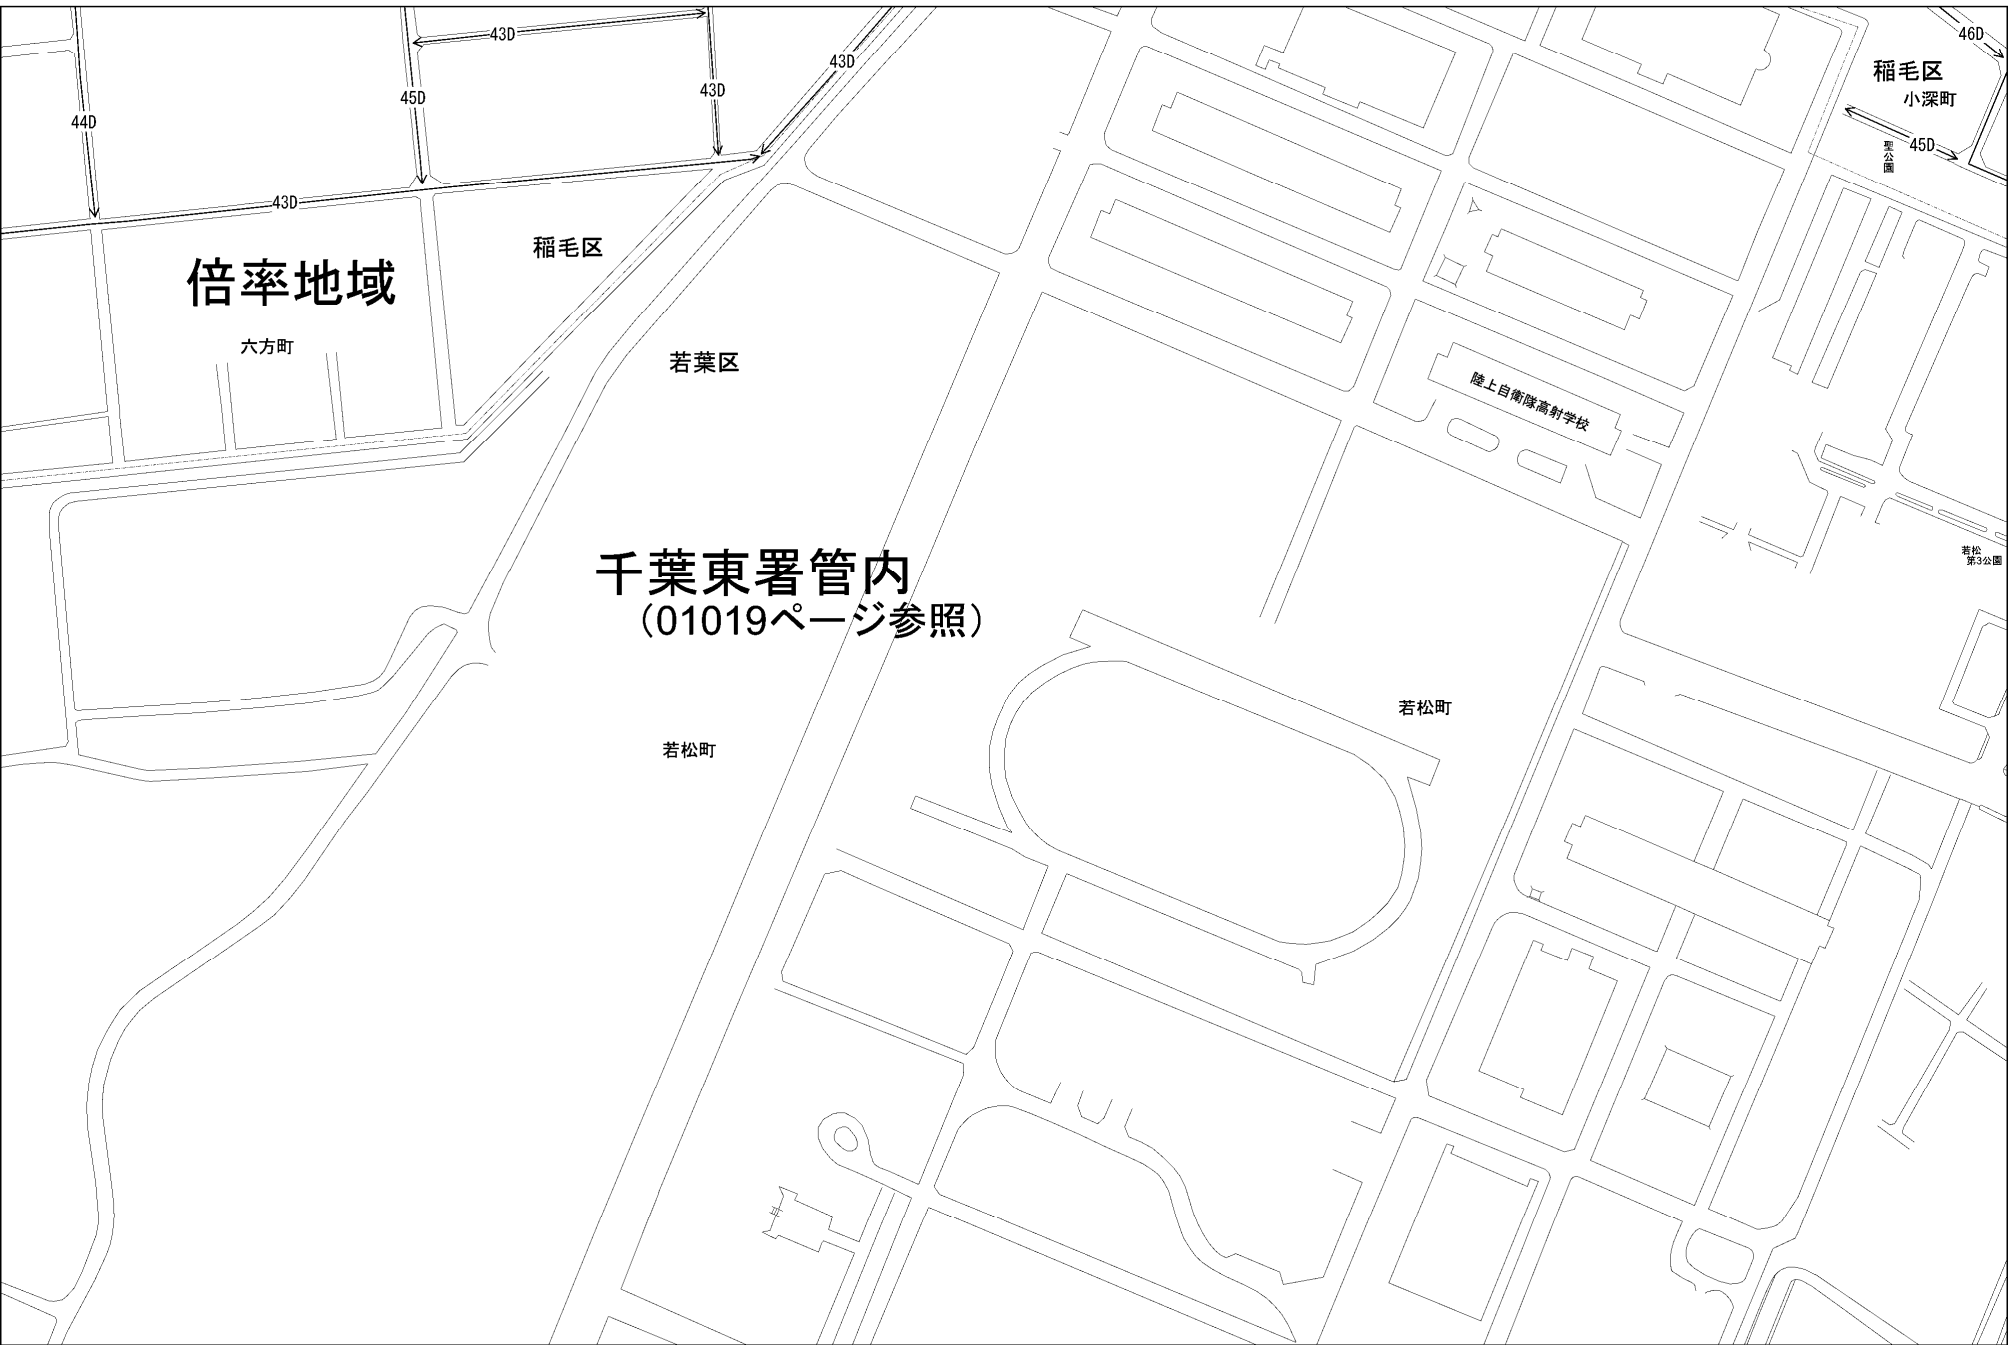 43D
43D
46D
稲毛区
小深町
45D
43D
44D
45D
聖公園
43D
稲毛区
倍率地域
六方町
若葉区
陸上自衛隊高射学校
千葉東署管内
（01019ページ参照）
若松
第3公園
若松町
若松町